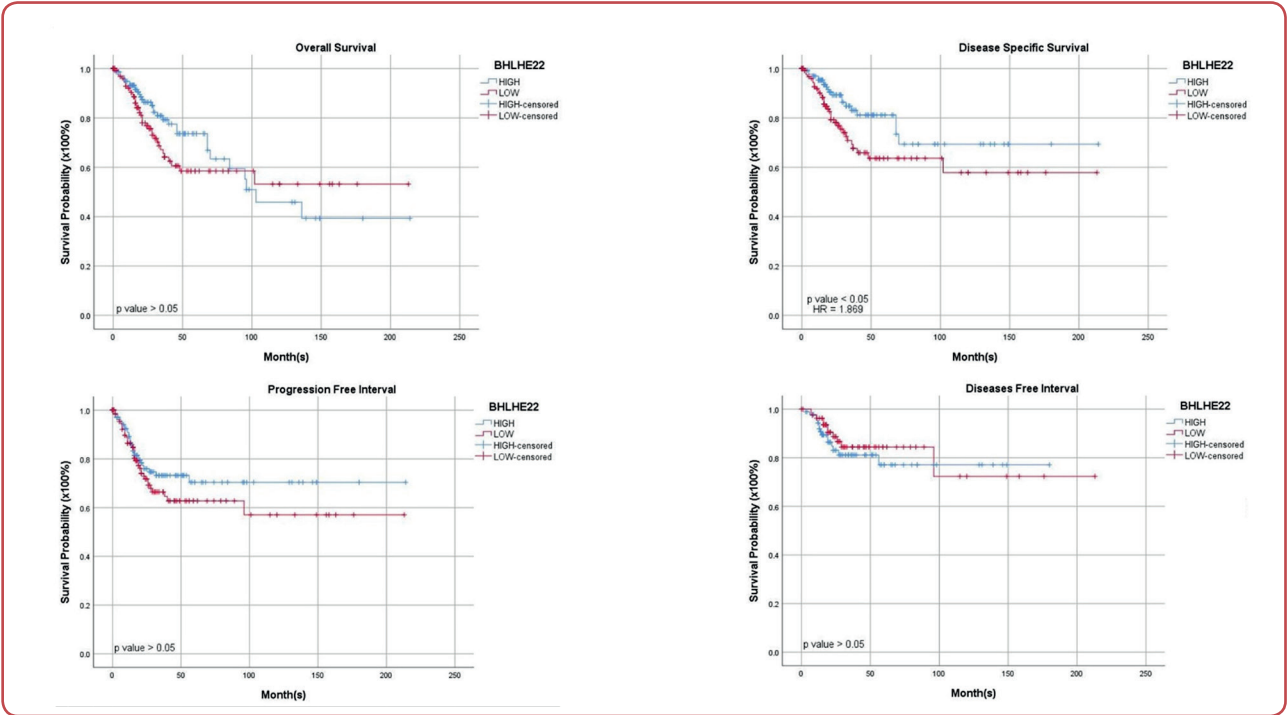 Overall Survival
BHLHE22
HIGH
LOW
HIGH-censored
LOW-censored
Survival Probability (x100%)
1.0
0.8
0.6
0.4
0.2
0.0
p value > 0.05
0 50 100 150 200 250
Month(s)
Disease Specific Survival
BHLHE22
HIGH
LOW
HIGH-censored
LOW-censored
Survival Probability (x100%)
1.0
0.8
0.6
0.4
0.2
0.0
p value < 0.05
HR = 1.869
0 50 100 150 200 250
Month(s)
Progression Free Interval
BHLHE22
HIGH
LOW
HIGH-censored
LOW-censored
Survival Probability (x100%)
1.0
0.8
0.6
0.4
0.2
0.0
p value > 0.05
0 50 100 150 200 250
Month(s)
Diseases Free Interval
BHLHE22
HIGH
LOW
HIGH-censored
LOW-censored
Survival Probability (x100%)
1.0
0.8
0.6
0.4
0.2
0.0
p value > 0.05
0 50 100 150 200 250
Month(s)